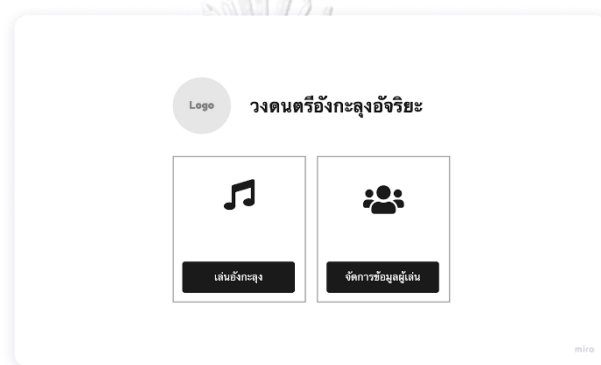 Logo
วงดนตรีอังกะลุงอัจริยะ
เล่นอังกะลุง
จัดการข้อมูลผู้เล่น
miro